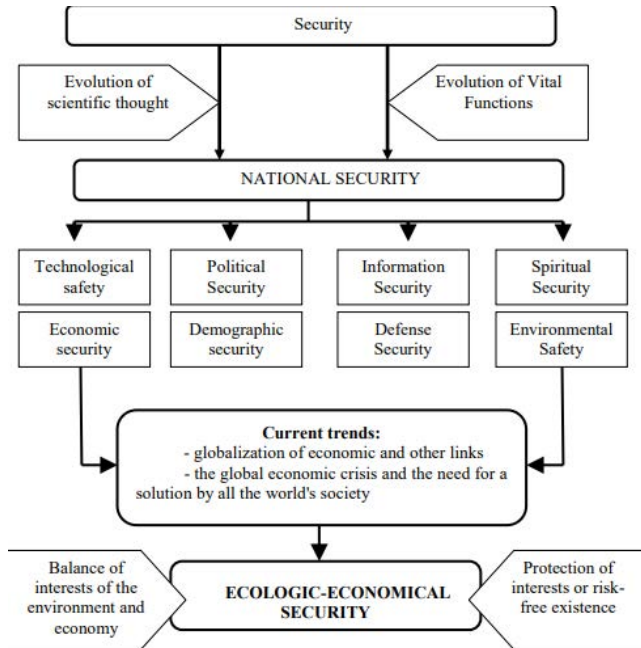 Security
Evolution of
scientific thought
Evolution of Vital
Functions
NATIONAL SECURITY
Technological
safety
Political
Security
Information
Security
Spiritual
Security
Economic
security
Demographic
security
Defense
Security
Environmental
Safety
Current trends:
- globalization of economic and other links
- the global economic crisis and the need for a
solution by all the world's society
Balance of
interests of the
environment and
economy
ECOLOGIC-ECONOMICAL
SECURITY
Protection of
interests or risk-
free existence